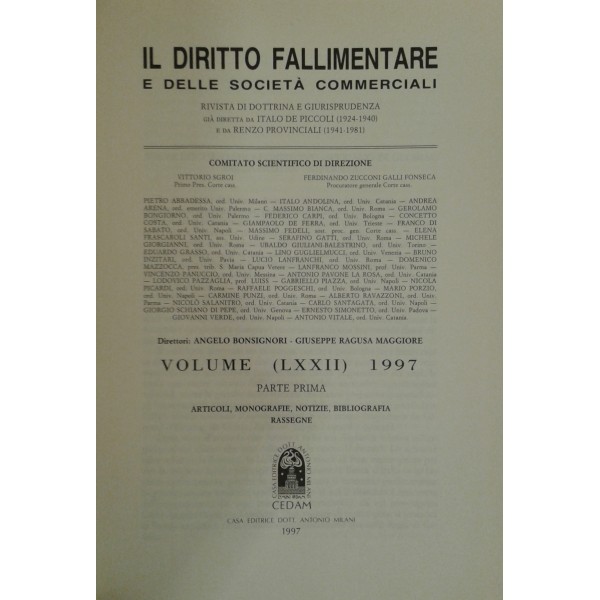 IL DIRITTO FALLIMENTARE
E DELLE SOCIETÀ COMMERCIALI
RIVISTA DI DOTTRINA E GIURISPRUDENZA
GIÀ DIRETTA DA ITALO DE PICCOLI (1924-1940)
E DA RENZO PROVINCIALI (1941-1981)
COMITATO SCIENTIFICO DI DIREZIONE
VITTORIO SGROI
Primo Pres. Corte cass.
FERDINANDO ZUCCONI GALLI FONSECA
Procuratore generale Corte cass.
PIETRO ABBADESSA, ord. Univ. Milano — ITALO ANDOLINA, ord. Univ. Catania — ANDREA
ARENA, ord. emerito Univ. Palermo — C. MASSIMO BIANCA, ord. Univ. Roma — GEROLAMO
BONGIORNO, ord. Univ. Palermo — FEDERICO CARPI, ord. Univ. Bologna — CONCETTO
COSTA, ord. Univ. Catania — GIAMPAOLO DE FERRA, ord. Univ. Trieste — FRANCO DI
SABATO, ord. Univ. Napoli — MASSIMO FEDELI, sost. proc. gen. Corte cass. — ELENA
FRASCAROLI SANTI, ass. Univ. Udine — SERAFINO GATTI, ord. Univ. Roma — MICHELE
GIORGIANNI, ord. Univ. Roma — UBALDO GIULIANI-BALESTRINO, ord. Univ. Torino —
EDUARDO GRASSO, ord. Univ. Catania — LINO GUGLIELMUCCI, ord. Univ. Venezia — BRUNO
INZITARI, ord. Univ. Pavia — LUCIO LANFRANCHI, ord. Univ. Roma — DOMENICO
MAZZOCCA, pres. trib. S. Maria Capua Vetere — LANFRANCO MOSSINI, prof. Univ. Parma —
VINCENZO PANUCCIO, ord. Univ. Messina — ANTONIO PAVONE LA ROSA, ord. Univ. Catania
— LODOVICO PAZZAGLIA, prof. LUISS — GABRIELLO PIAZZA, ord. Univ. Napoli — NICOLA
PICARDI, ord. Univ. Roma — RAFFAELE POGGESCHI, ord. Univ. Bologna — MARIO PORZIO,
ord. Univ. Napoli — CARMINE PUNZI, ord. Univ. Roma — ALBERTO RAVAZZONI, ord. Univ.
Parma — NICOLÒ SALANITRO, ord. Univ. Catania — CARLO SANTAGATA, ord. Univ. Napoli —
GIORGIO SCHIANO DI PEPE, ord. Univ. Genova — ERNESTO SIMONETTO, ord. Univ. Padova —
GIOVANNI VERDE, ord. Univ. Napoli — ANTONIO VITALE, ord. Univ. Catania.
Direttori: ANGELO BONSIGNORI - GIUSEPPE RAGUSA MAGGIORE
VOLUME (LXXII) 1997
PARTE PRIMA
ARTICOLI, MONOGRAFIE, NOTIZIE, BIBLIOGRAFIA
RASSEGNE
CASA EDITRICE DOTT. ANTONIO MILANI
CEDAM
CASA EDITRICE DOTT. ANTONIO MILANI
1997